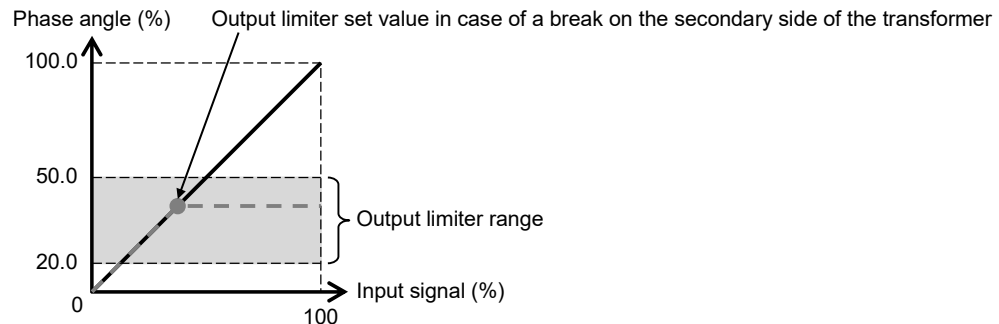 Phase angle (%)
Output limiter set value in case of a break on the secondary side of the transformer
100.0
50.0
Output limiter range
20.0
0
Input signal (%)
100